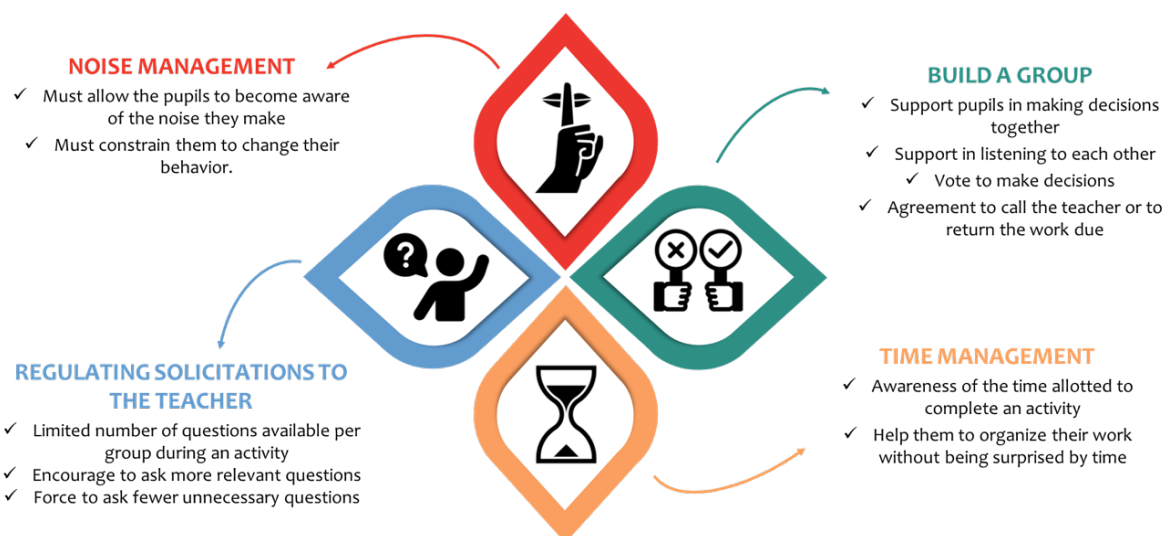 NOISE MANAGEMENT
✓ Must allow the pupils to become aware
of the noise they make
✓ Must constrain them to change their
behavior.
BUILD A GROUP
✓ Support pupils in making decisions
together
✓ Support in listening to each other
✓ Vote to make decisions
✓ Agreement to call the teacher or to
return the work due
?
REGULATING SOLICITATIONS TO
THE TEACHER
✓ Limited number of questions available per
group during an activity
✓ Encourage to ask more relevant questions
✓ Force to ask fewer unnecessary questions
TIME MANAGEMENT
✓ Awareness of the time allotted to
complete an activity
✓ Help them to organize their work
without being surprised by time